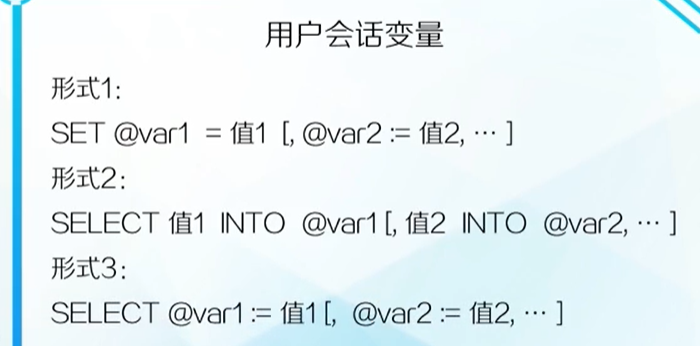 用户会话变量
形式1:
SET @var1 = 值1 [, @var2 := 值2, … ]
形式2:
SELECT 值1 INTO @var1 [, 值2 INTO @var2, … ]
形式3:
SELECT @var1 := 值1 [, @var2 := 值2, … ]